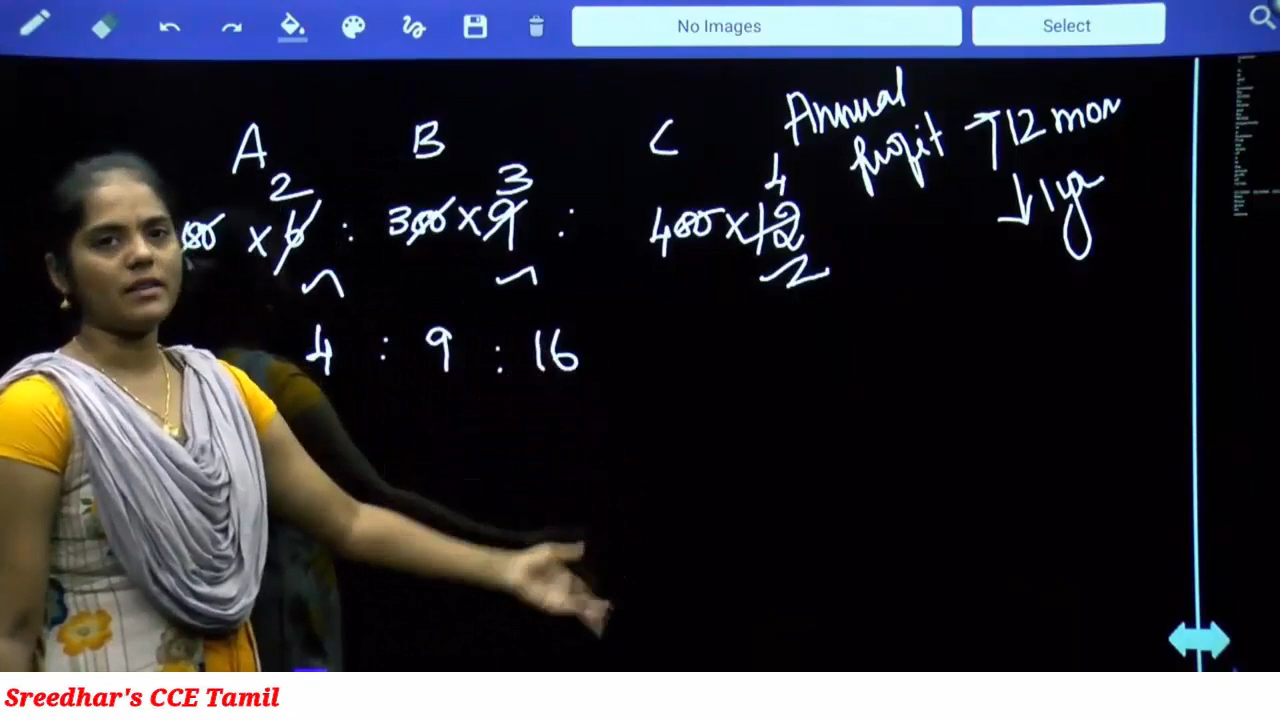 No Images Select
A B C
Annual
profit
12 mon
1 yr
2 3 4
00 × 6 : 300 × 9 : 400 × 12
4 : 9 : 16
Sreedhar's CCE Tamil